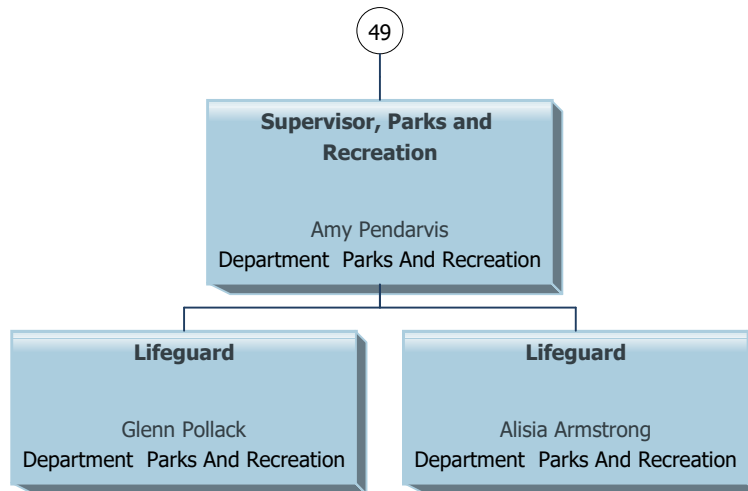 49
Supervisor, Parks and
Recreation
Amy Pendarvis
Department  Parks And Recreation
Lifeguard
Glenn Pollack
Department  Parks And Recreation
Lifeguard
Alisia Armstrong
Department  Parks And Recreation